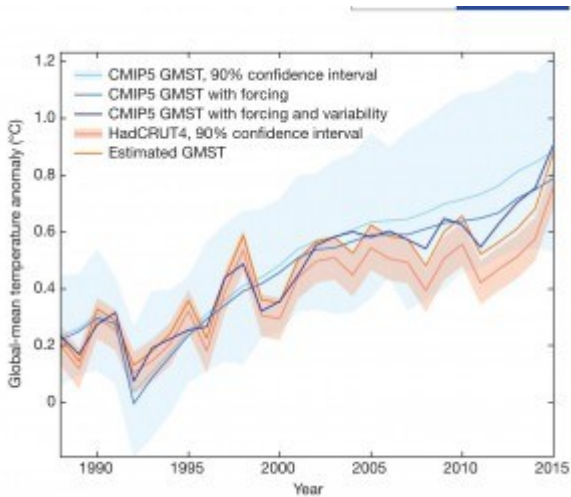 1.2
1.0
0.8
0.6
0.4
0.2
0
Global-mean temperature anomaly (°C)
CMIP5 GMST, 90% confidence interval
CMIP5 GMST with forcing
CMIP5 GMST with forcing and variability
HadCRUT4, 90% confidence interval
Estimated GMST
1990 1995 2000 2005 2010 2015
Year